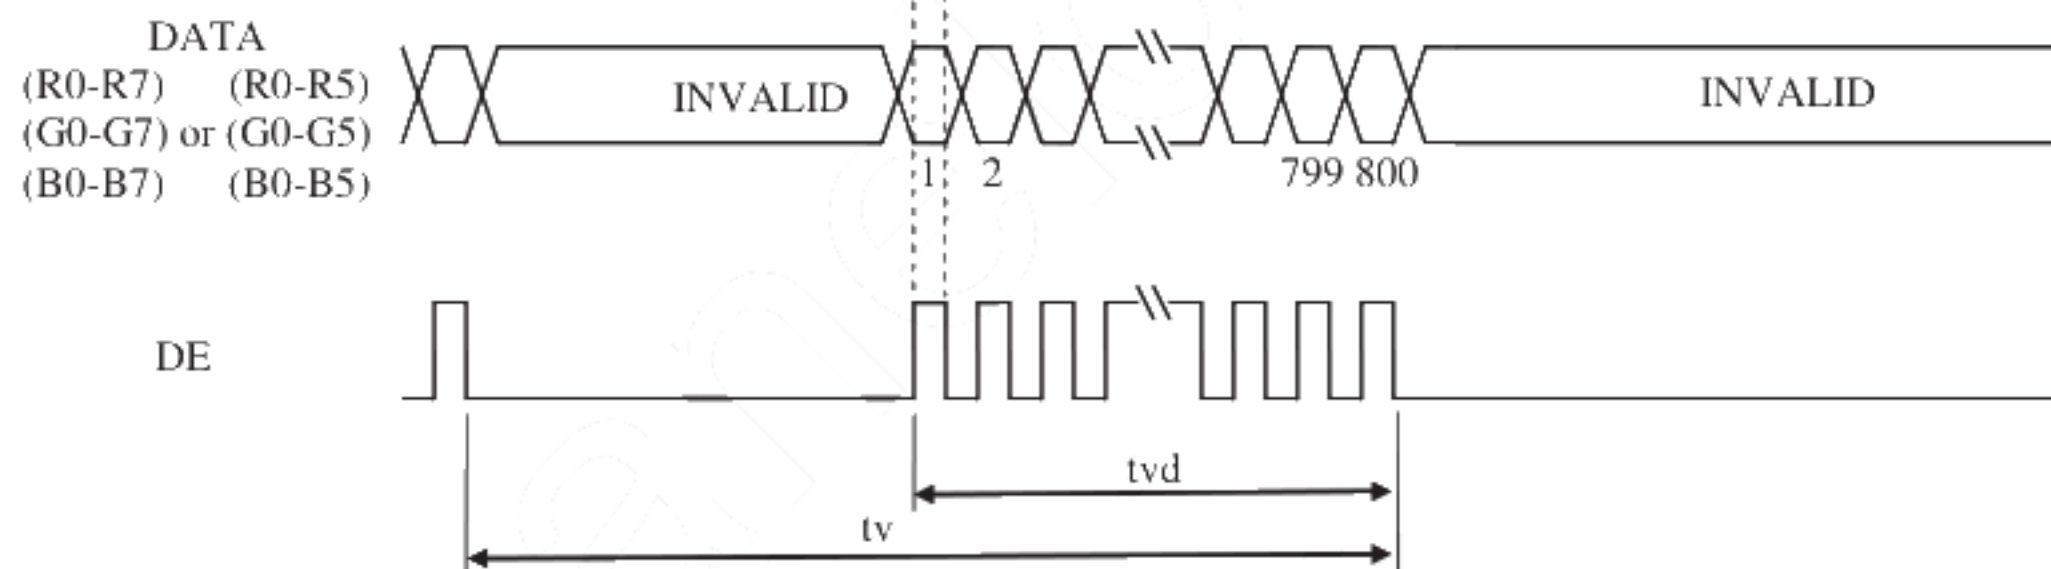 DATA
(R0-R7) (R0-R5)
(G0-G7) or (G0-G5)
(B0-B7) (B0-B5)
INVALID
INVALID
1 2 799 800
DE
tvd
tv